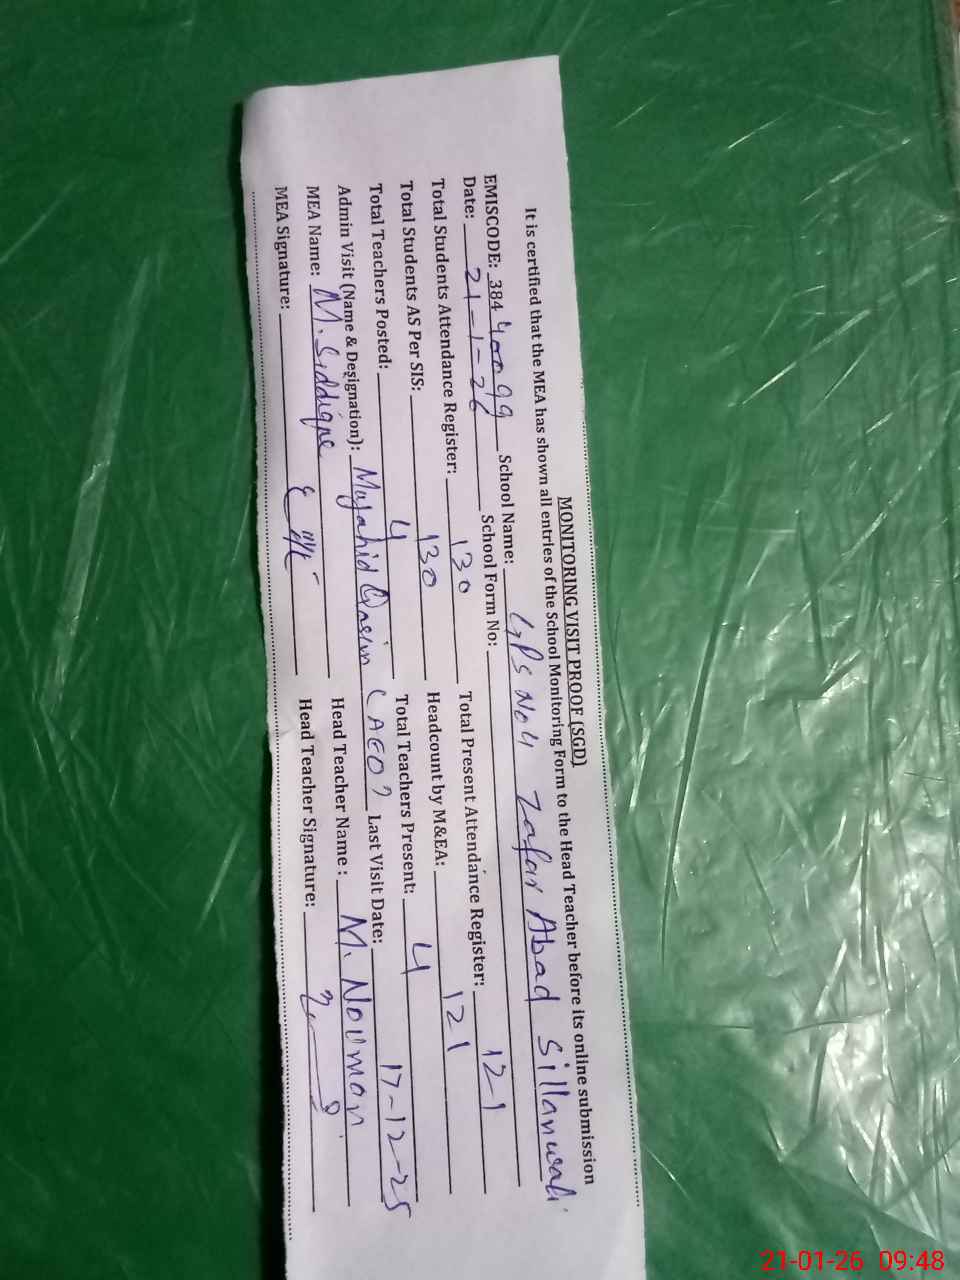 MONITORING VISIT PROOF (SGD)
It is certified that the MEA has shown all entries of the School Monitoring Form to the Head Teacher before its online submission
EMISCODE: 38440099 School Name: GPS No 4 Zafar Abad Sillanwali
Date: 21-1-26 School Form No:
Total Students Attendance Register: 130 Total Present Attendance Register: 121
Total Students AS Per SIS: 130 Headcount by M&EA: 121
Total Teachers Posted: 4 Total Teachers Present: 4
Admin Visit (Name & Designation): Mujahid Qasim (AEO) Last Visit Date: 17-12-25
MEA Name: M. Siddique Head Teacher Name : M. Nouman
MEA Signature: Head Teacher Signature:
21-01-26 09:48